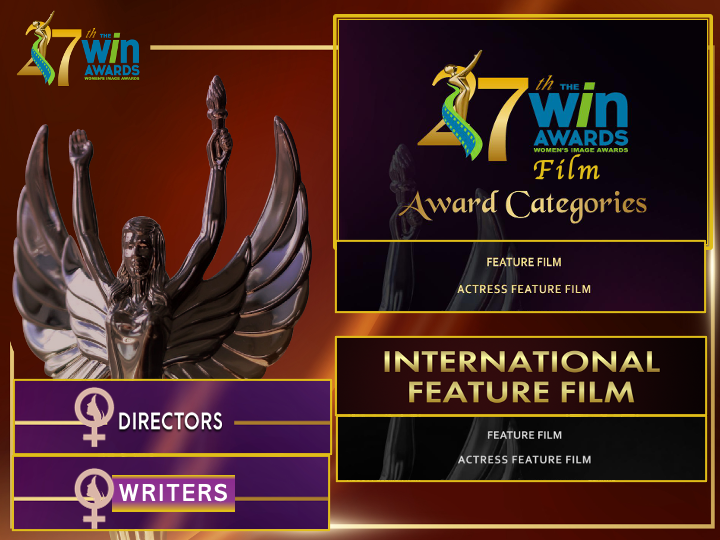 27th THE
win
AWARDS
WOMEN'S IMAGE AWARDS
27th THE
win
AWARDS
WOMEN'S IMAGE AWARDS
Film
Award Categories
FEATURE FILM
ACTRESS FEATURE FILM
INTERNATIONAL
FEATURE FILM
FEATURE FILM
ACTRESS FEATURE FILM
DIRECTORS
WRITERS